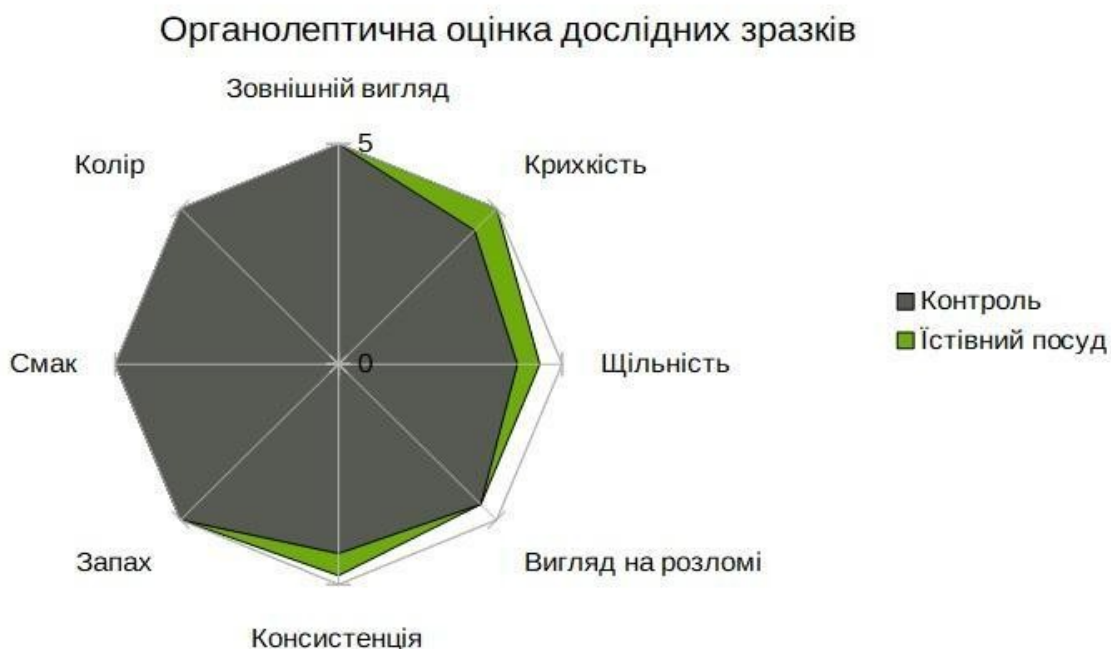 Органолептична оцінка дослідних зразків
Зовнішній вигляд
5
Колір
Крихкість
Контроль
Їстівний посуд
Смак
0
Щільність
Запах
Вигляд на розломі
Консистенція